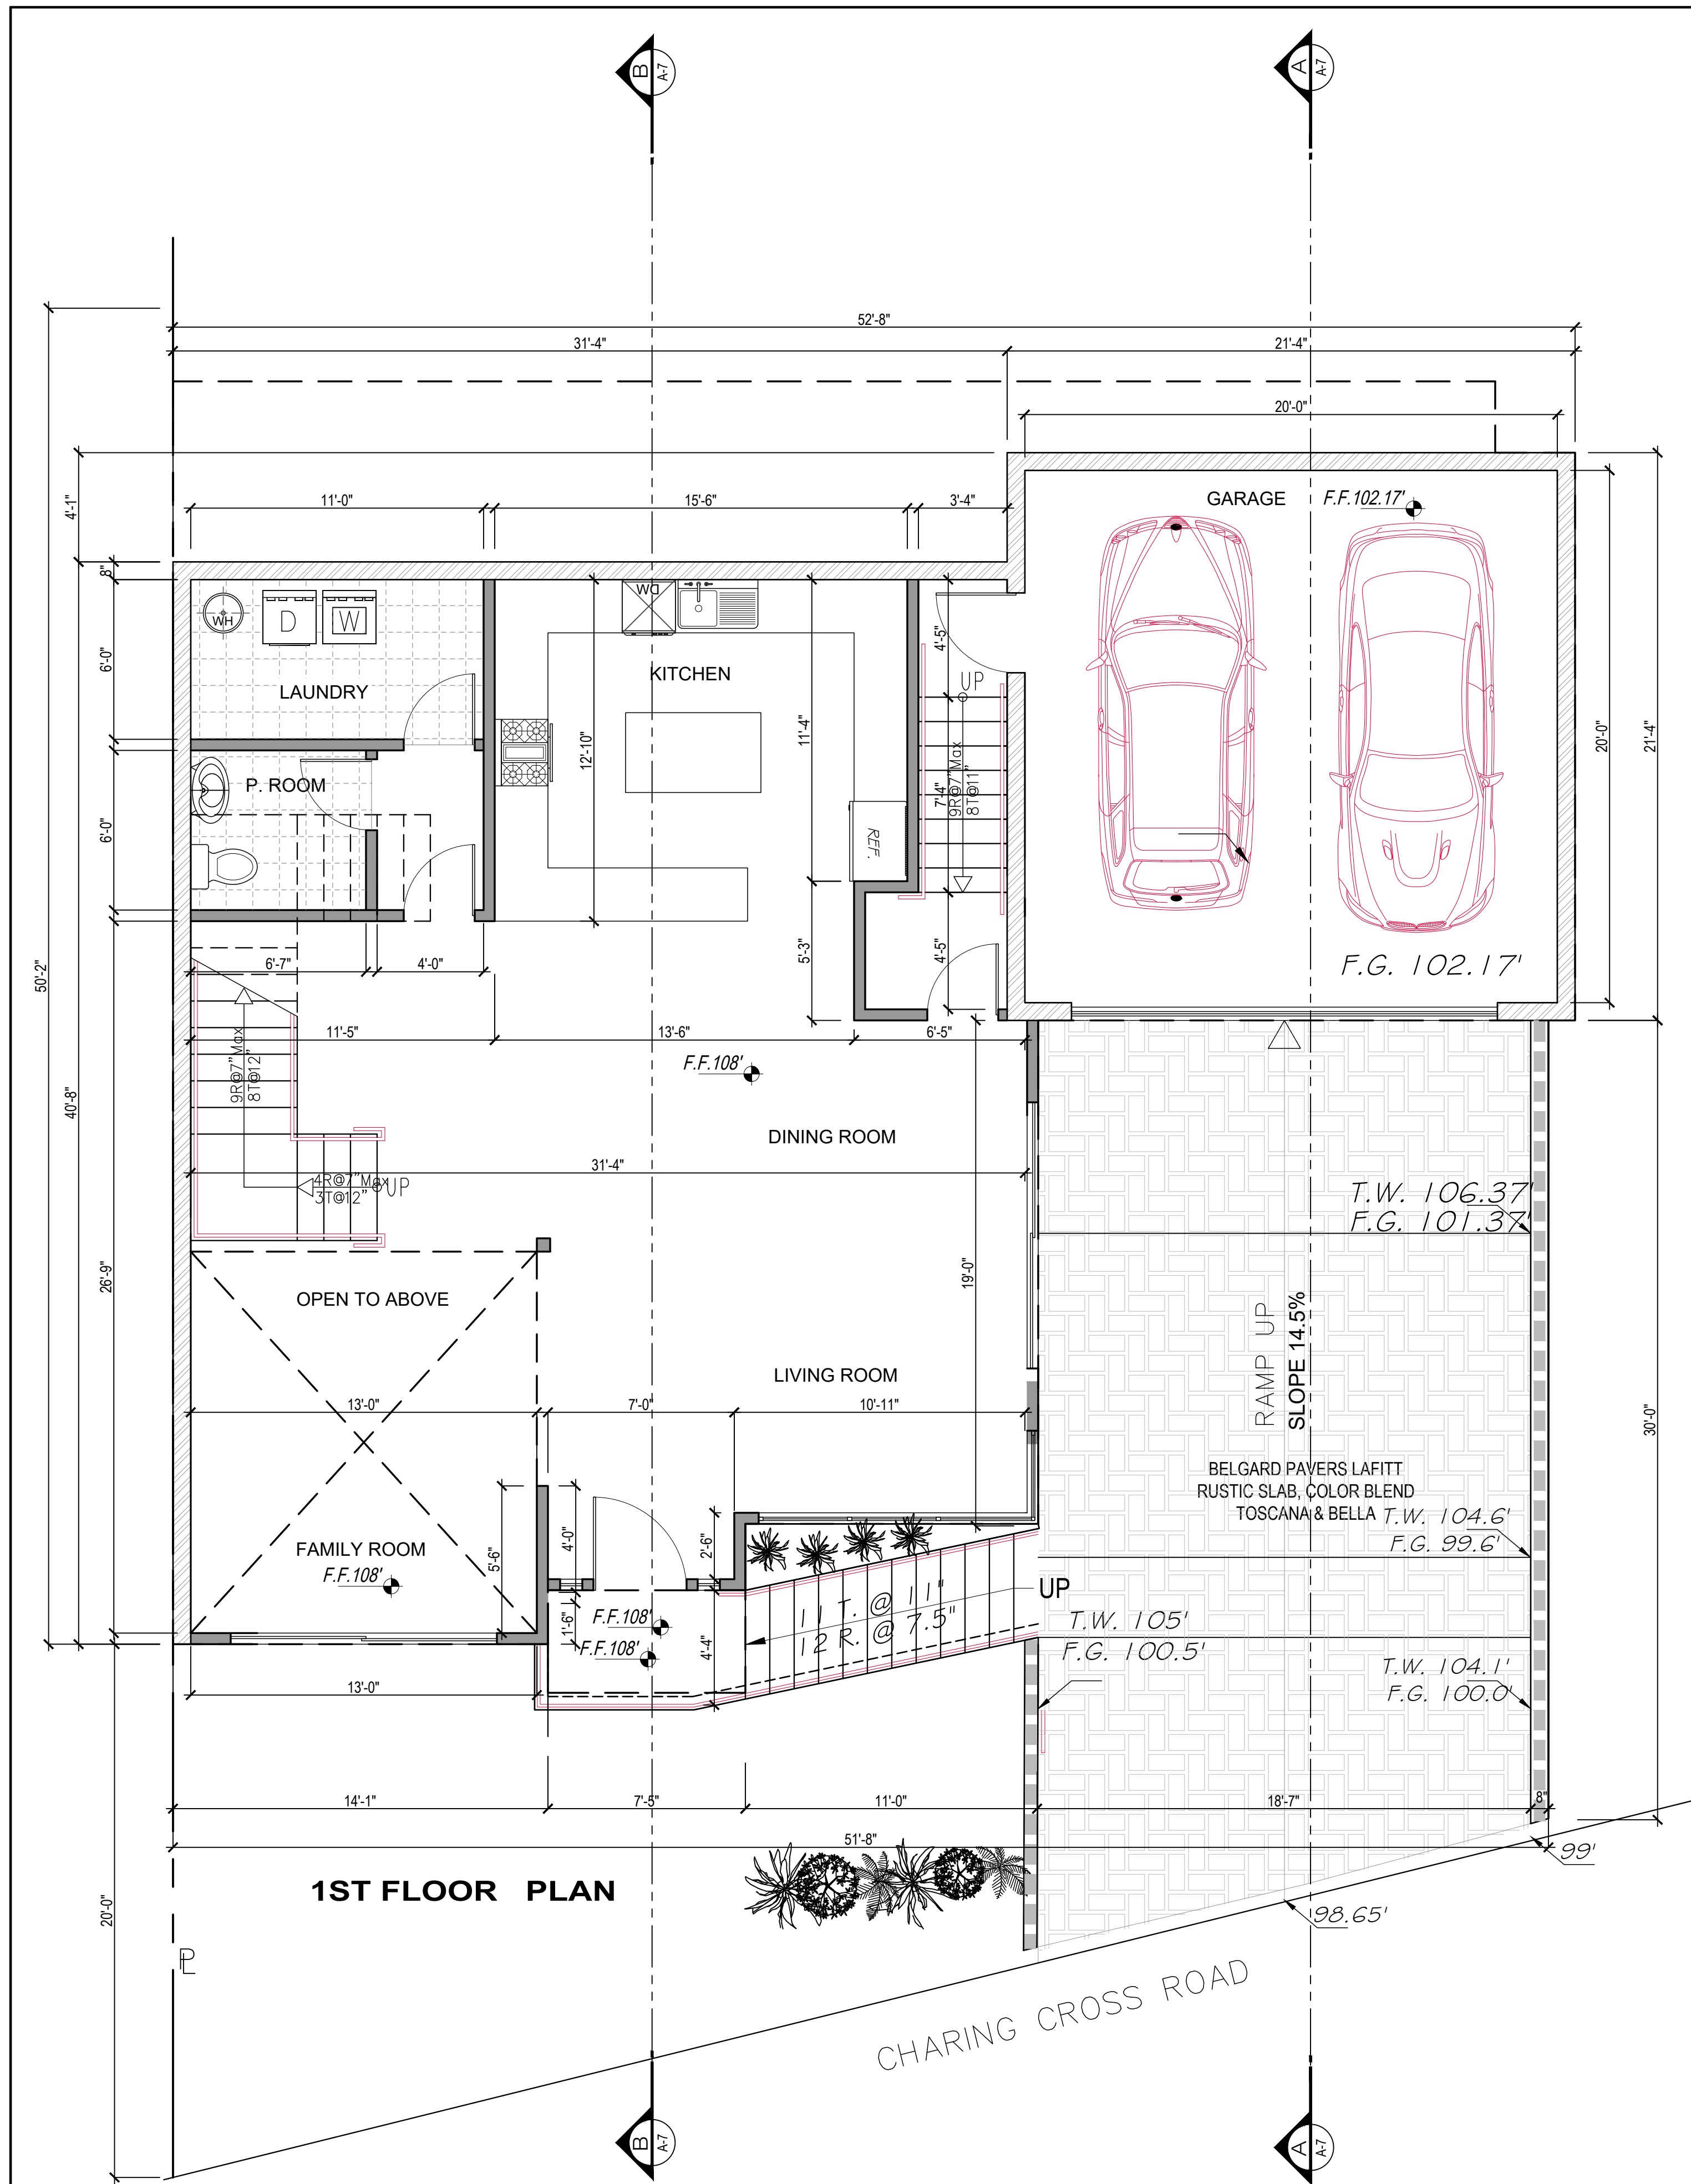 B
A-7
A
A-7
52'-8"
31'-4"
21'-4"
20'-0"
4'-1"
11'-0"
15'-6"
3'-4"
GARAGE
F.F.102.17'
8"
WH
D
W
DW
LAUNDRY
KITCHEN
6'-0"
4'-5"
UP
11'-4"
12'-10"
7'-4"
9R@7"Max
8T@11"
20'-0"
21'-4"
P. ROOM
6'-0"
REF.
50'-2"
6'-7"
4'-0"
5'-3"
4'-5"
F.G. 102.17'
11'-5"
13'-6"
6'-5"
9R@7"Max
8T@12"
F.F.108'
40'-8"
DINING ROOM
31'-4"
4R@7"Max
3T@12"
UP
T.W. 106.37'
F.G. 101.37'
26'-9"
OPEN TO ABOVE
19'-0"
RAMP UP
SLOPE 14.5%
LIVING ROOM
13'-0"
7'-0"
10'-11"
30'-0"
BELGARD PAVERS LAFITT
RUSTIC SLAB, COLOR BLEND
TOSCANA & BELLA
T.W. 104.6'
F.G. 99.6'
FAMILY ROOM
F.F.108'
5'-6"
4'-0"
2'-6"
1'-6"
F.F.108'
F.F.108'
4'-4"
11 T. @ 11"
12 R. @ 7.5"
UP
T.W. 105'
F.G. 100.5'
T.W. 104.1'
F.G. 100.0'
13'-0"
14'-1"
7'-5"
11'-0"
18'-7"
8"
51'-8"
99'
1ST FLOOR PLAN
20'-0"
98.65'
PL
CHARING CROSS ROAD
B
A-7
A
A-7